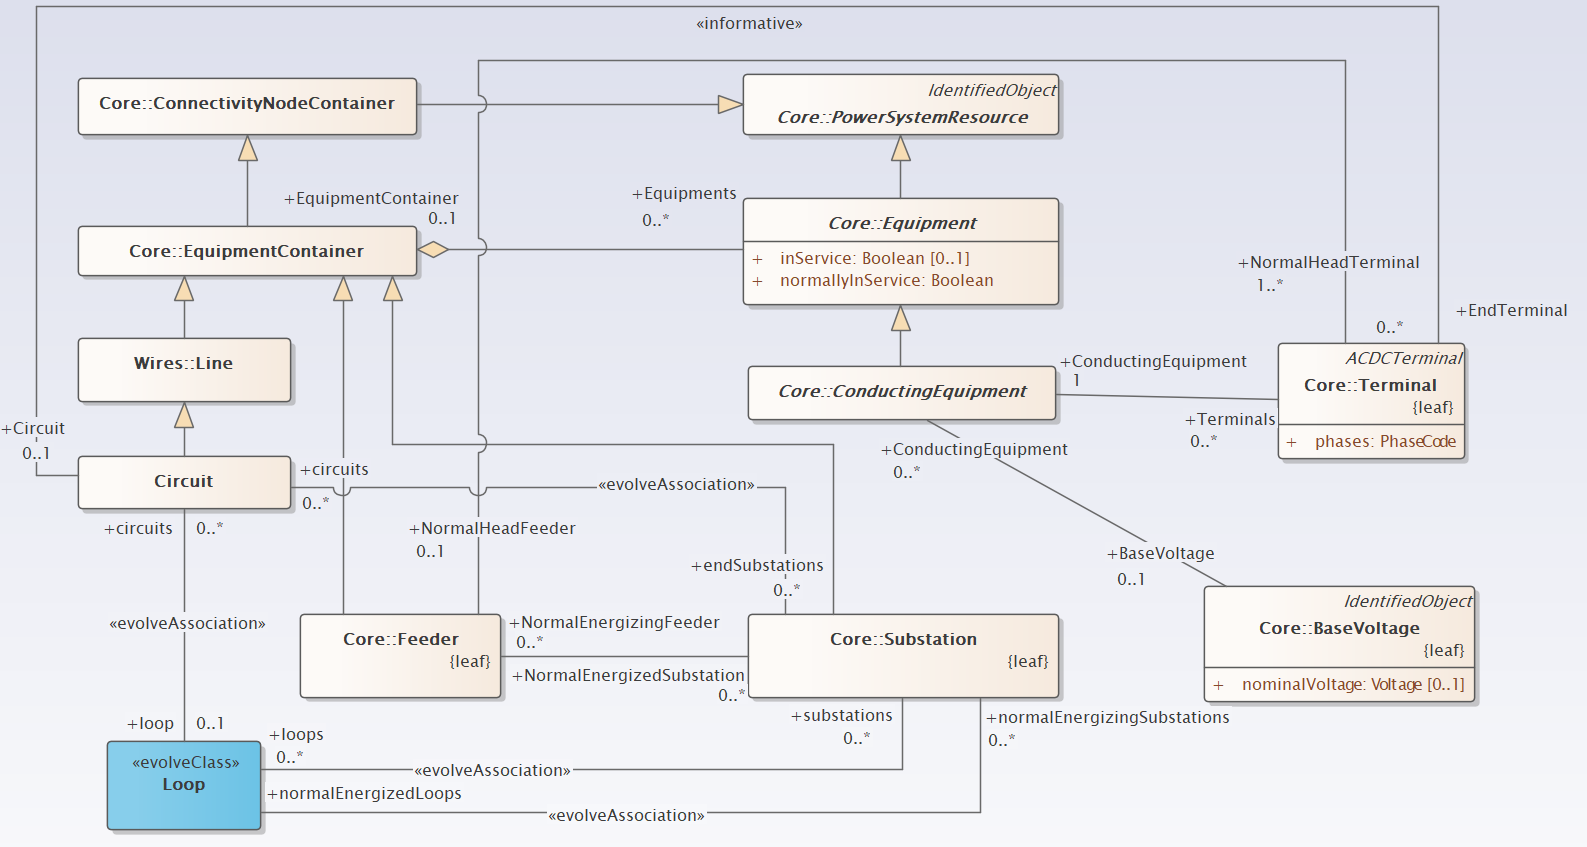 «informative»
Core::ConnectivityNodeContainer
IdentifiedObject
Core::PowerSystemResource
+EquipmentContainer
0..1
+Equipments
0..*
Core::EquipmentContainer
Core::Equipment
+ inService: Boolean [0..1]
+ normallyInService: Boolean
+NormalHeadTerminal
1..*
+EndTerminal
0..*
Wires::Line
Core::ConductingEquipment
+ConductingEquipment
1
ACDCTerminal
Core::Terminal
{leaf}
+ phases: PhaseCode
+Terminals
0..*
+Circuit
0..1
Circuit
+circuits
0..*
«evolveAssociation»
+ConductingEquipment
0..*
+circuits
0..*
+NormalHeadFeeder
0..1
+endSubstations
0..*
+BaseVoltage
0..1
«evolveAssociation»
Core::Feeder
{leaf}
+NormalEnergizingFeeder
0..*
+NormalEnergizedSubstation
0..*
Core::Substation
{leaf}
IdentifiedObject
Core::BaseVoltage
{leaf}
+ nominalVoltage: Voltage [0..1]
+loop
0..1
+loops
0..*
+substations
0..*
+normalEnergizingSubstations
0..*
«evolveClass»
Loop
«evolveAssociation»
+normalEnergizedLoops
«evolveAssociation»